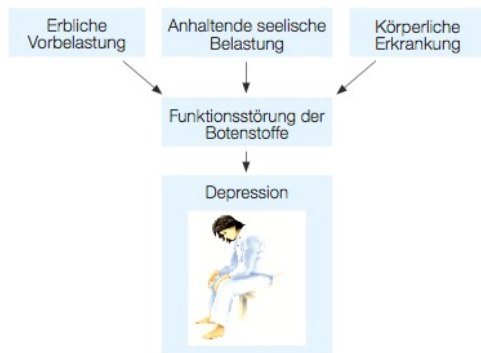 Erbliche
Vorbelastung
Anhaltende seelische
Belastung
Körperliche
Erkrankung
Funktionsstörung der
Botenstoffe
Depression